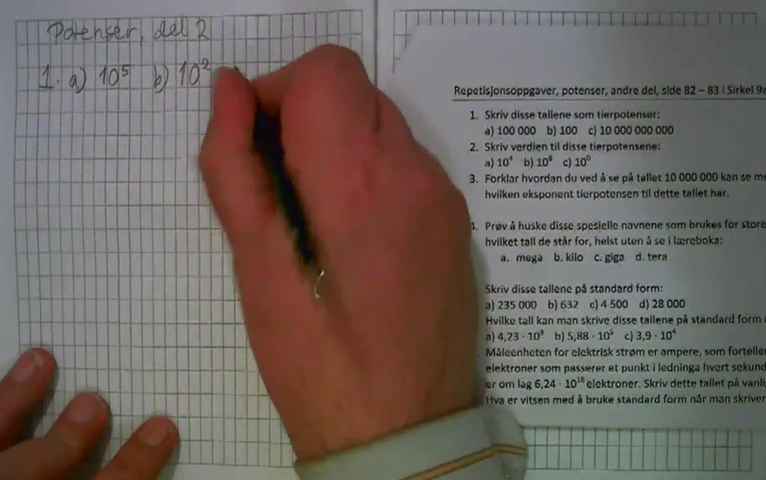 Potenser, del 2
1. a) 10⁵ b) 10²
Repetisjonsoppgaver, potenser, andre del, side 82 – 83 i Sirkel 9
1. Skriv disse tallene som tierpotenser:
a) 100 000 b) 100 c) 10 000 000 000
2. Skriv verdien til disse tierpotensene:
a) 10⁴ b) 10⁸ c) 10⁰
3. Forklar hvordan du ved å se på tallet 10 000 000 kan se
hvilken eksponent tierpotensen til dette tallet har.
Prøv å huske disse spesielle navnene som brukes for store
hvilket tall de står for, helst uten å se i læreboka:
a. mega b. kilo c. giga d. tera
Skriv disse tallene på standard form:
a) 235 000 b) 632 c) 4 500 d) 28 000
Hvilke tall kan man skrive disse tallene på standard form
a) 4,23 · 10³ b) 5,88 · 10⁵ c) 3,9 · 10⁴
Måleenheten for elektrisk strøm er ampere, som
elektroner som passerer et punkt i ledninga hvert
er om lag 6,24 · 10¹⁸ elektroner. Skriv dette tallet på
Hva er vitsen med å bruke standard form når man skriver